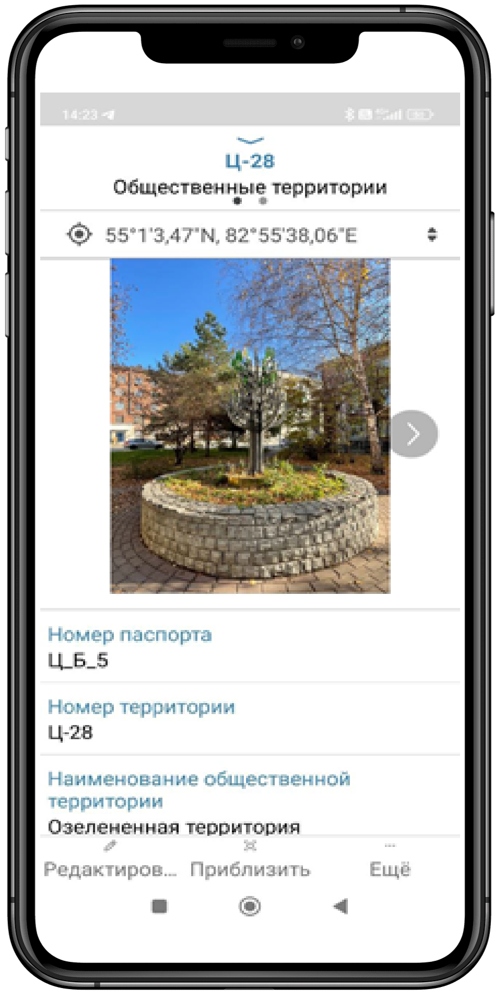 14:23
Ц-28
Общественные территории
55°1'3,47"N, 82°55'38,06"E
Номер паспорта
Ц_Б_5
Номер территории
Ц-28
Наименование общественной
территории
Озелененная территория
Редактиров...
Приблизить
Ещё